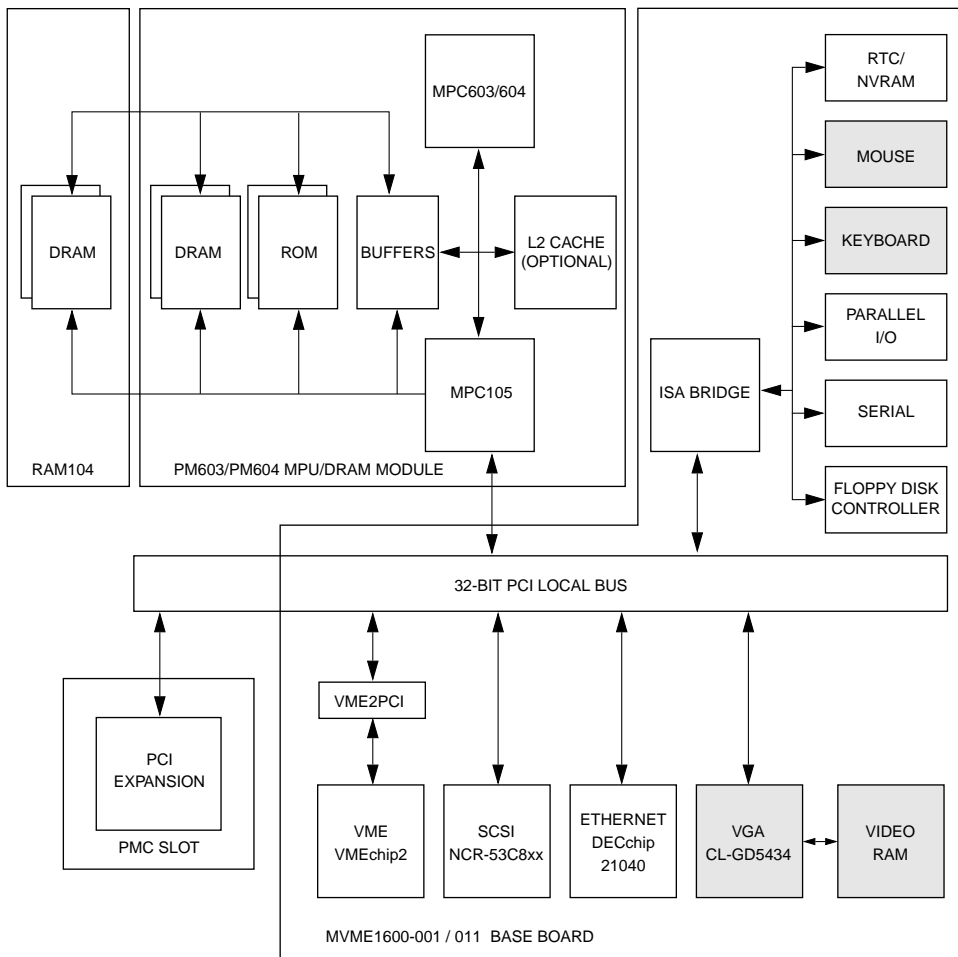 MPC603/604
RTC/
NVRAM
MOUSE
DRAM
DRAM
ROM
BUFFERS
L2 CACHE
(OPTIONAL)
KEYBOARD
PARALLEL
I/O
MPC105
ISA BRIDGE
SERIAL
RAM104
PM603/PM604 MPU/DRAM MODULE
FLOPPY DISK
CONTROLLER
32-BIT PCI LOCAL BUS
VME2PCI
PCI
EXPANSION
PMC SLOT
VME
VMEchip2
SCSI
NCR-53C8xx
ETHERNET
DECchip
21040
VGA
CL-GD5434
VIDEO
RAM
MVME1600-001 / 011 BASE BOARD